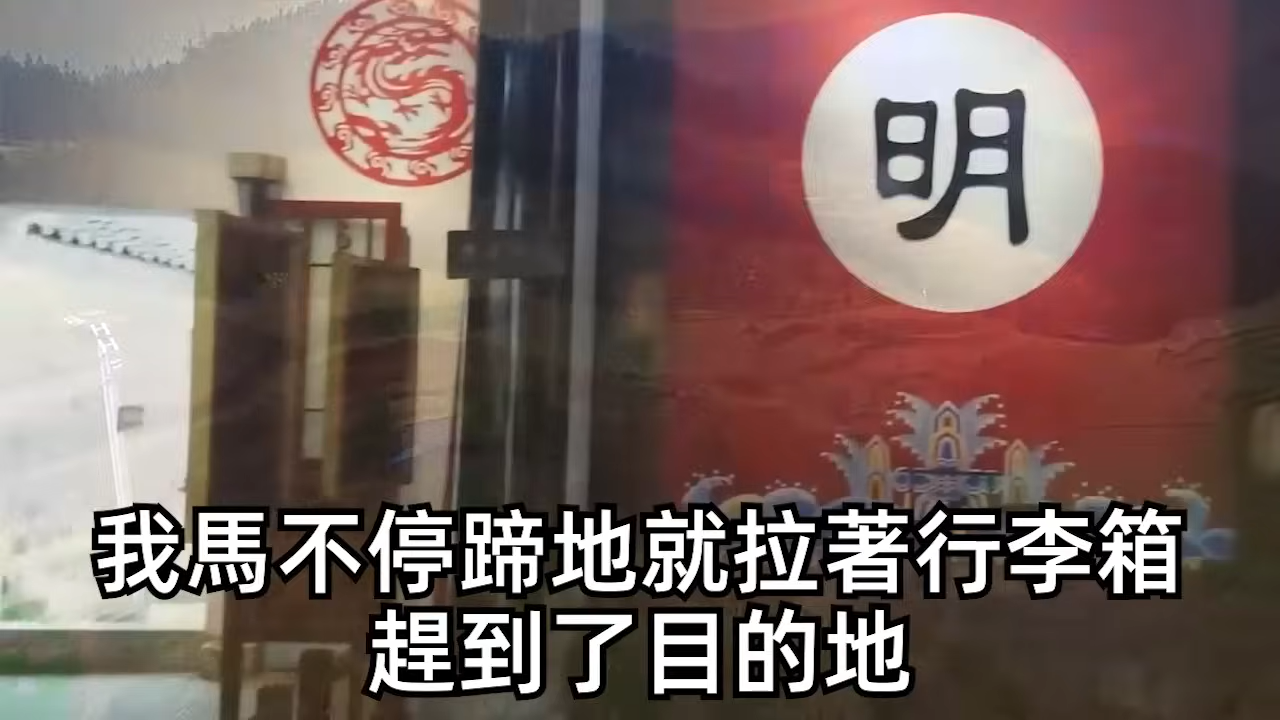 明
我馬不停蹄地就拉著行李箱
趕到了目的地